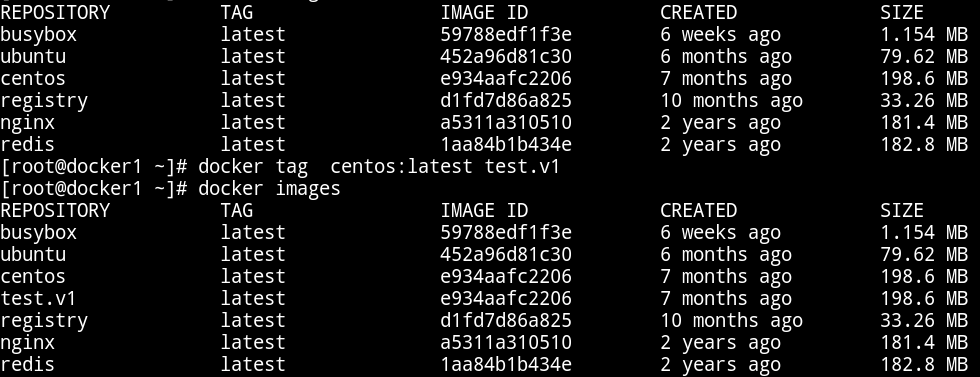 REPOSITORY TAG IMAGE ID CREATED SIZE
busybox latest 59788edf1f3e 6 weeks ago 1.154 MB
ubuntu latest 452a96d81c30 6 months ago 79.62 MB
centos latest e934aafc2206 7 months ago 198.6 MB
registry latest d1fd7d86a825 10 months ago 33.26 MB
nginx latest a5311a310510 2 years ago 181.4 MB
redis latest 1aa84b1b434e 2 years ago 182.8 MB
[root@docker1 ~]# docker tag  centos:latest test.v1
[root@docker1 ~]# docker images
REPOSITORY TAG IMAGE ID CREATED SIZE
busybox latest 59788edf1f3e 6 weeks ago 1.154 MB
ubuntu latest 452a96d81c30 6 months ago 79.62 MB
centos latest e934aafc2206 7 months ago 198.6 MB
test.v1 latest e934aafc2206 7 months ago 198.6 MB
registry latest d1fd7d86a825 10 months ago 33.26 MB
nginx latest a5311a310510 2 years ago 181.4 MB
redis latest 1aa84b1b434e 2 years ago 182.8 MB